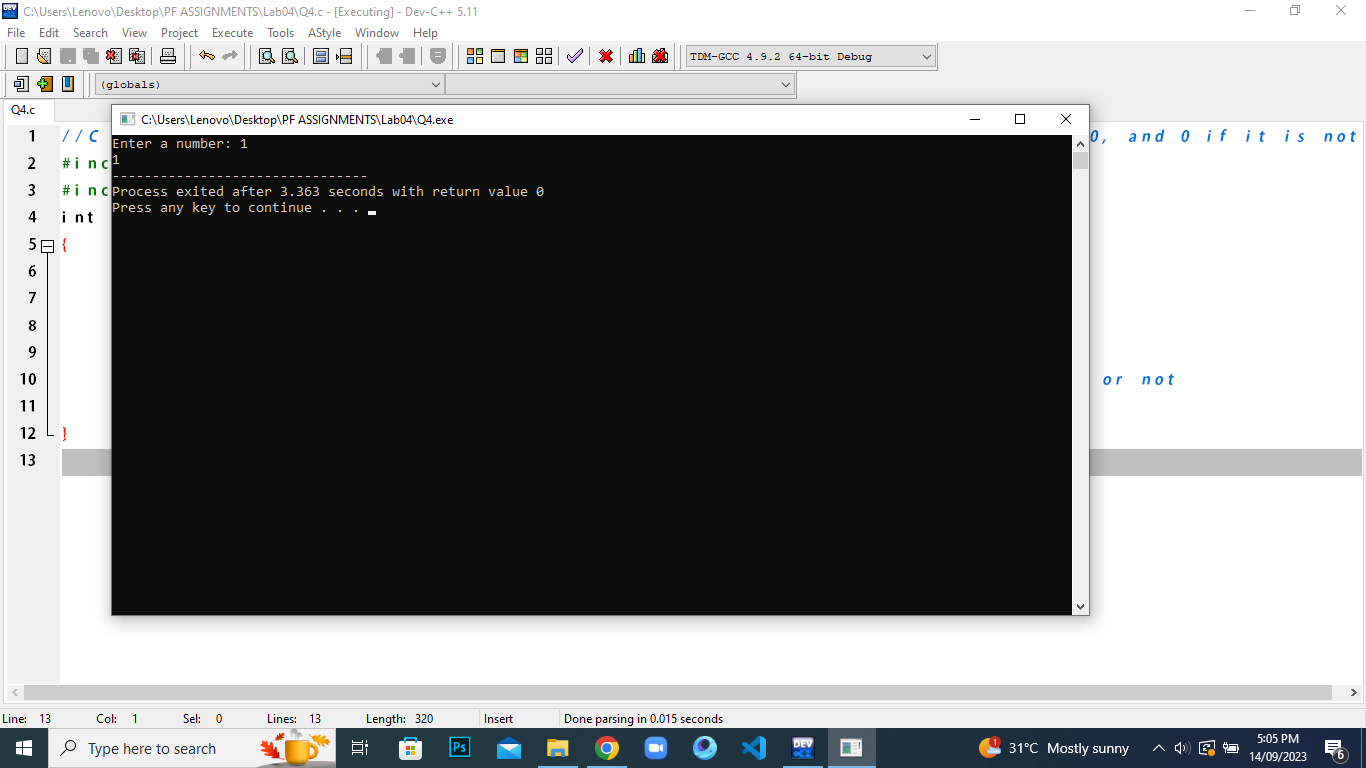 C:\Users\Lenovo\Desktop\PF ASSIGNMENTS\Lab04\Q4.c - [Executing] - Dev-C++ 5.11
File Edit Search View Project Execute Tools AStyle Window Help
TDM-GCC 4.9.2 64-bit Debug
(globals)
Q4.c
C:\Users\Lenovo\Desktop\PF ASSIGNMENTS\Lab04\Q4.exe
1 //C 0, and 0 if it is not
2 #inc
3 #inc
4 int
5 {
6
7
8
9
10 or not
11
12 }
13
Enter a number: 1
1
--------------------------------
Process exited after 3.363 seconds with return value 0
Press any key to continue . . .
Line: 13 Col: 1 Sel: 0 Lines: 13 Length: 320 Insert Done parsing in 0.015 seconds
Type here to search
Ps
DEV
1
31°C Mostly sunny
5:05 PM
14/09/2023
6